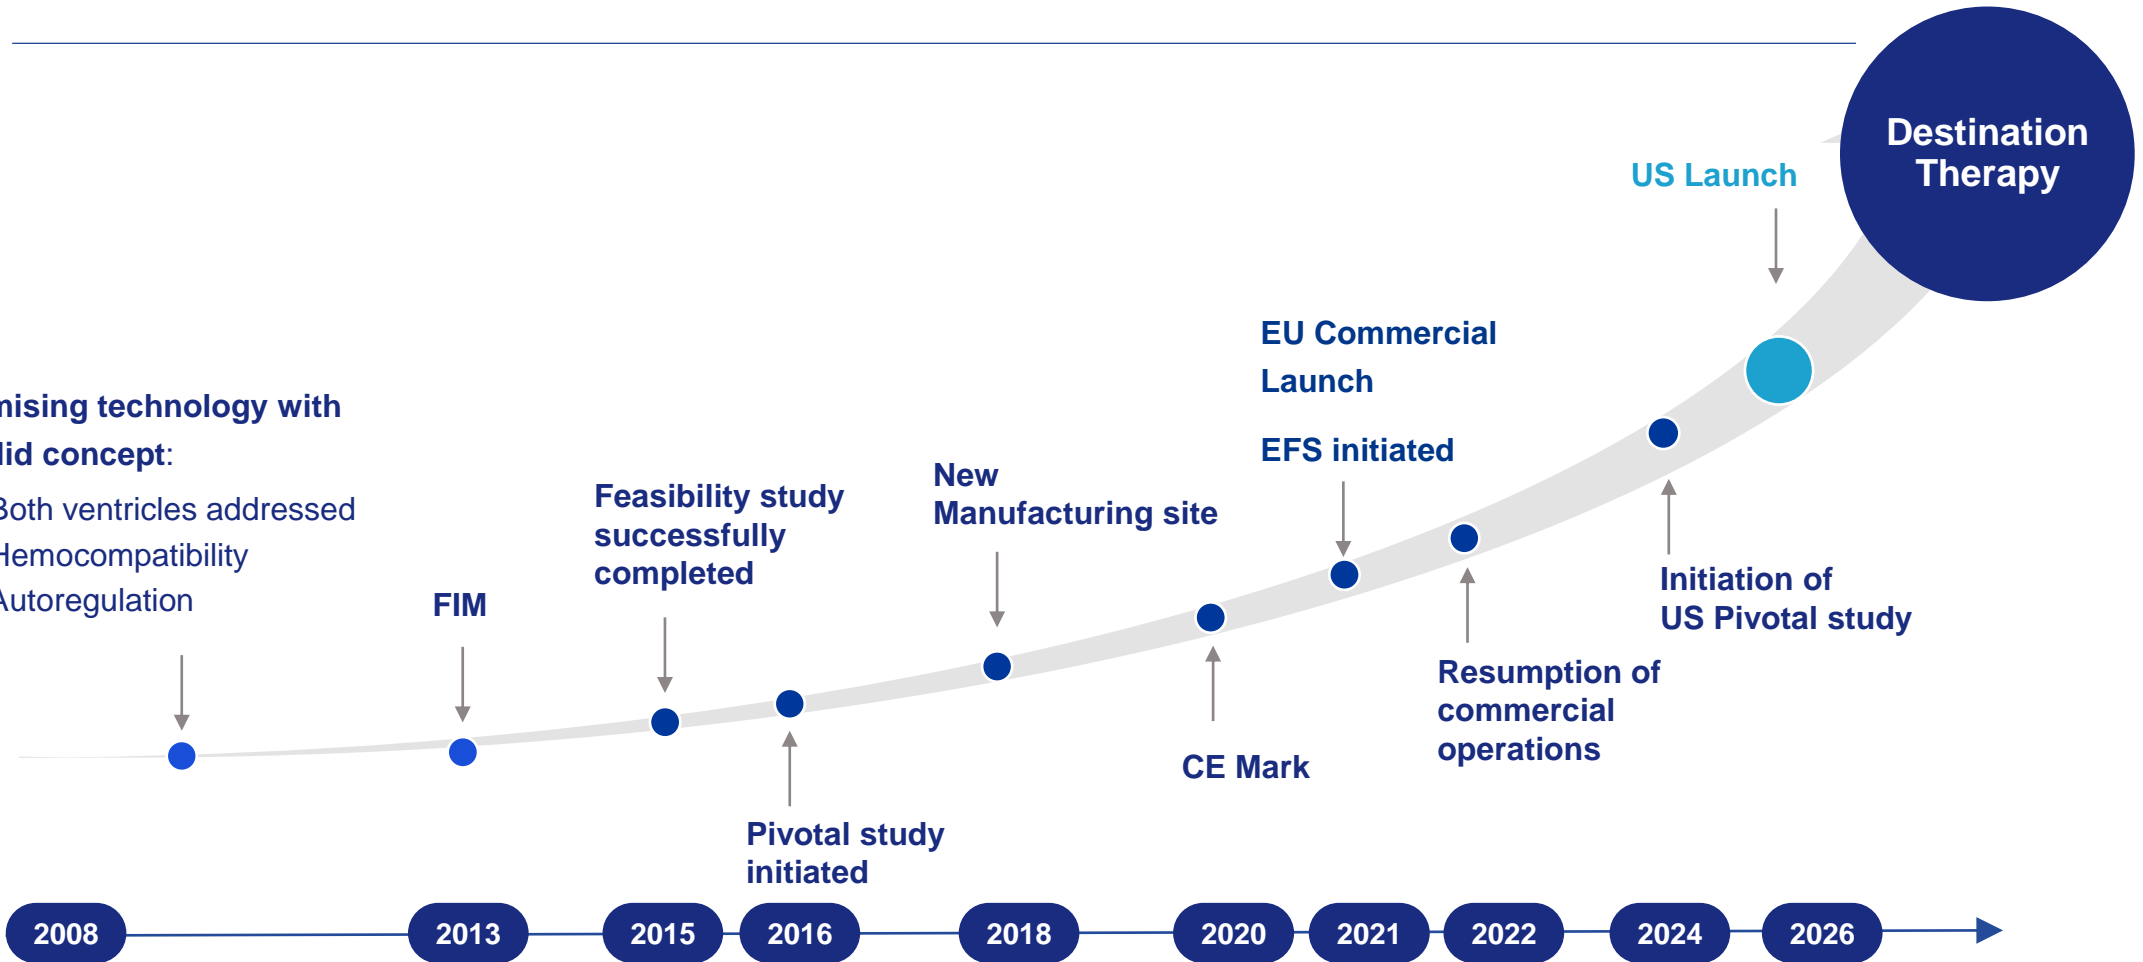 Destination
Therapy
US Launch
EU Commercial
Launch
EFS initiated
mising technology with
lid concept:
Both ventricles addressed
Hemocompatibility
Autoregulation
FIM
Feasibility study
successfully
completed
New
Manufacturing site
Initiation of
US Pivotal study
Resumption of
commercial
operations
CE Mark
Pivotal study
initiated
2008
2013
2015
2016
2018
2020
2021
2022
2024
2026